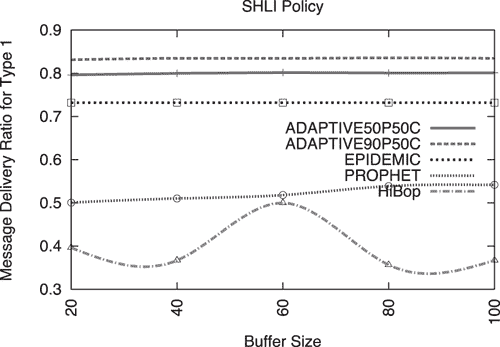 SHLI Policy
Message Delivery Ratio for Type 1
0.9
0.8
0.7
0.6
0.5
0.4
0.3
ADAPTIVE50P50C
ADAPTIVE90P50C
EPIDEMIC
PROPHET
HiBop
20
40
60
80
100
Buffer Size